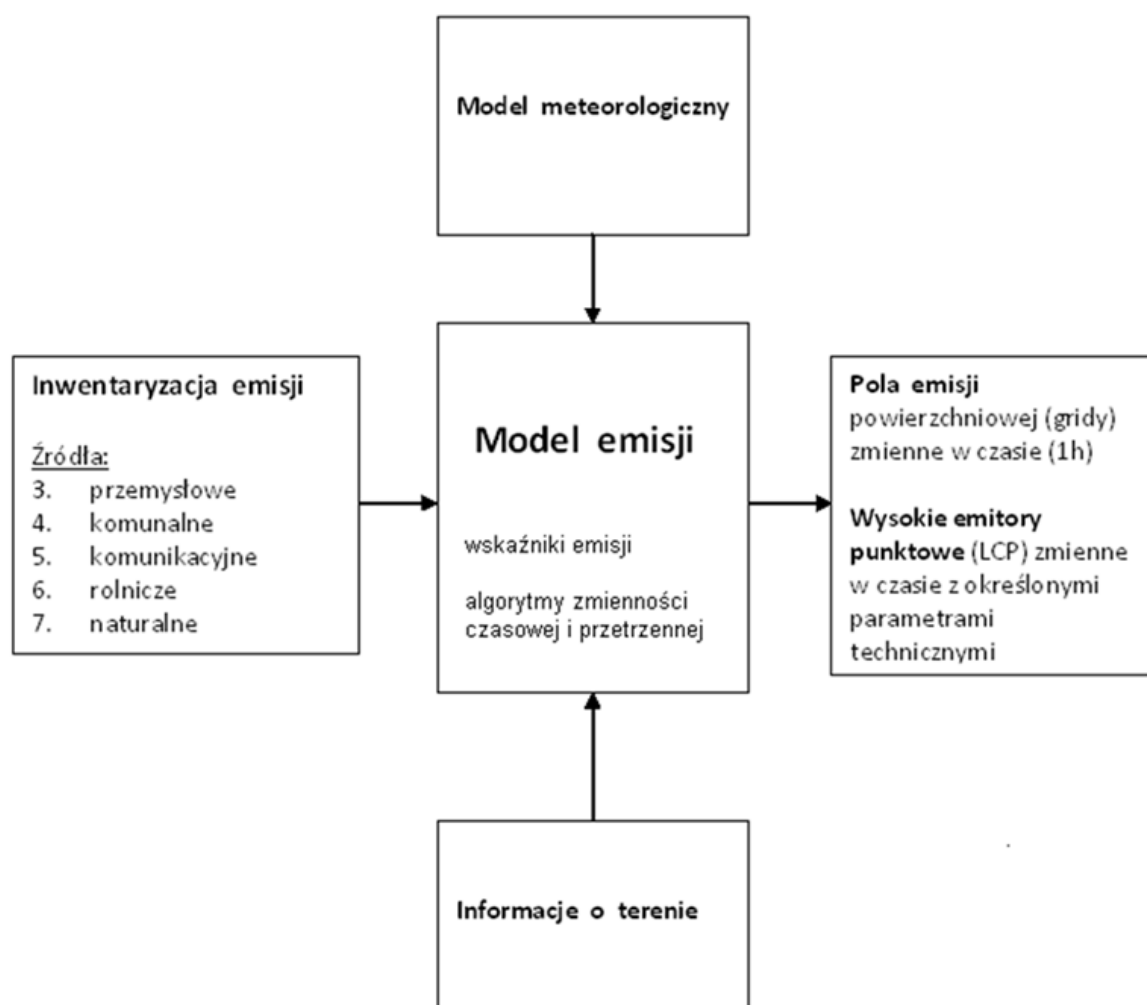 Model meteorologiczny
Inwentaryzacja emisji
Źródła:
3. przemysłowe
4. komunalne
5. komunikacyjne
6. rolnicze
7. naturalne
Model emisji
wskaźniki emisji
algorytmy zmienności
czasowej i przetrzennej
Pola emisji
powierzchniowej (gridy)
zmienne w czasie (1h)
Wysokie emitory
punktowe (LCP) zmienne
w czasie z określonymi
parametrami
technicznymi
Informacje o terenie